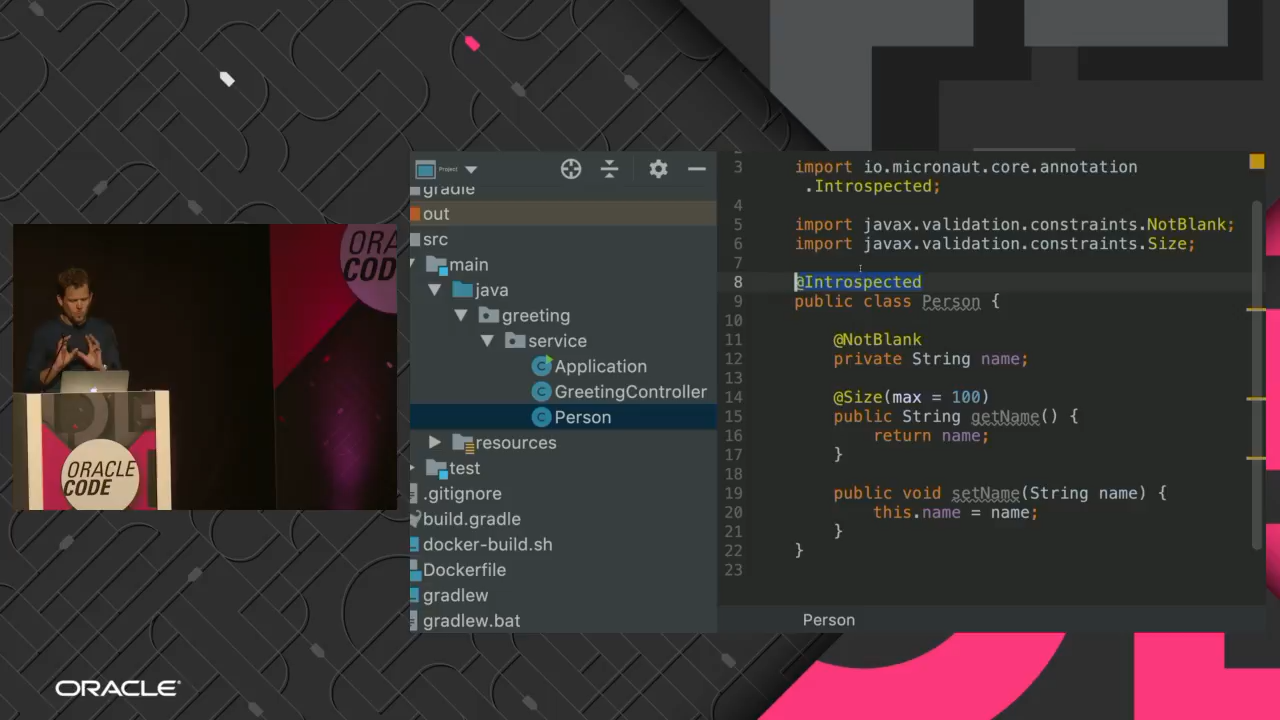 ORA
CODE
ORACLE
CODE
ORACLE
Project
gradle
out
src
main
java
greeting
service
Application
GreetingController
Person
resources
test
.gitignore
build.gradle
docker-build.sh
Dockerfile
gradlew
gradlew.bat
3 import io.micronaut.core.annotation
.Introspected;
4
5 import javax.validation.constraints.NotBlank;
6 import javax.validation.constraints.Size;
7
8 @Introspected
9 public class Person {
10
11 @NotBlank
12 private String name;
13
14 @Size(max = 100)
15 public String getName() {
16 return name;
17 }
18
19 public void setName(String name) {
20 this.name = name;
21 }
22 }
23
Person